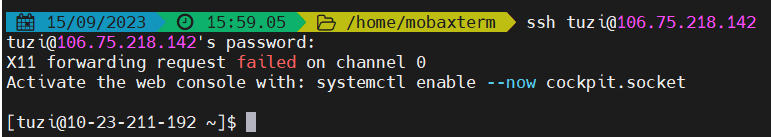 15/09/2023 15:59.05 /home/mobaxterm ssh tuzi@106.75.218.142
tuzi@106.75.218.142's password:
X11 forwarding request failed on channel 0
Activate the web console with: systemctl enable --now cockpit.socket
[tuzi@10-23-211-192 ~]$